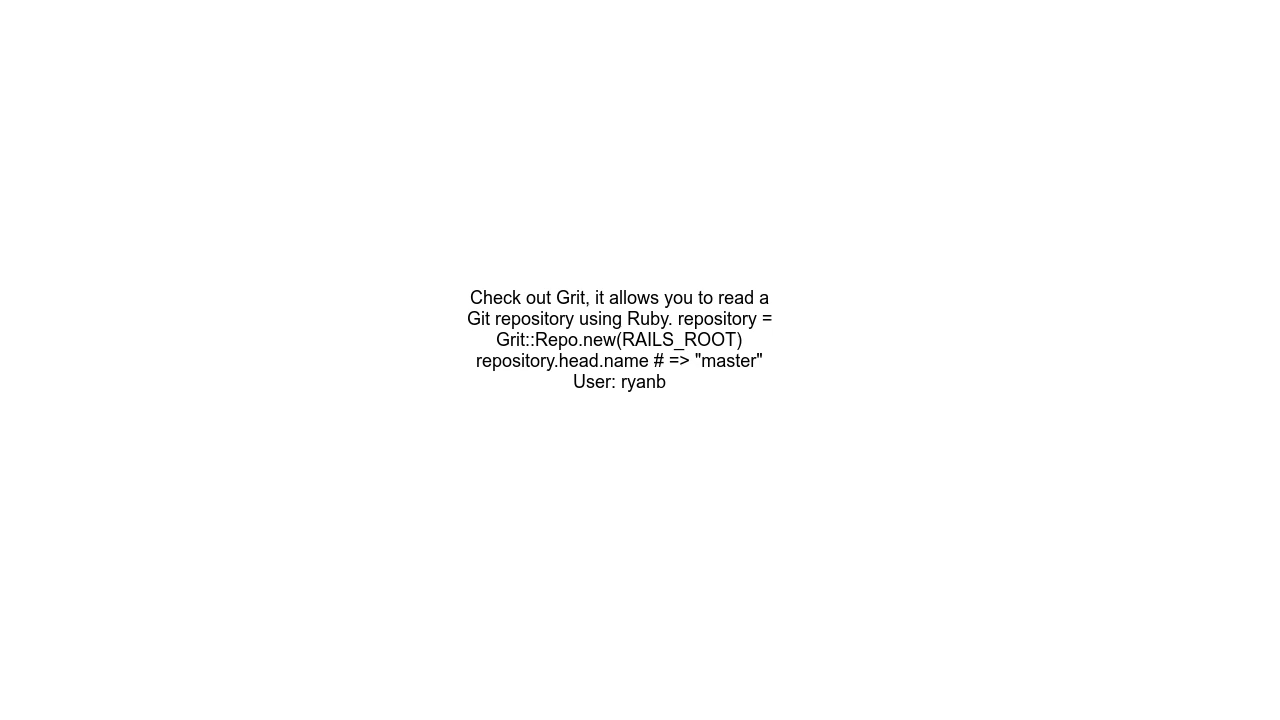 Check out Grit, it allows you to read a
Git repository using Ruby. repository =
Grit::Repo.new(RAILS_ROOT)
repository.head.name # => "master"
User: ryanb